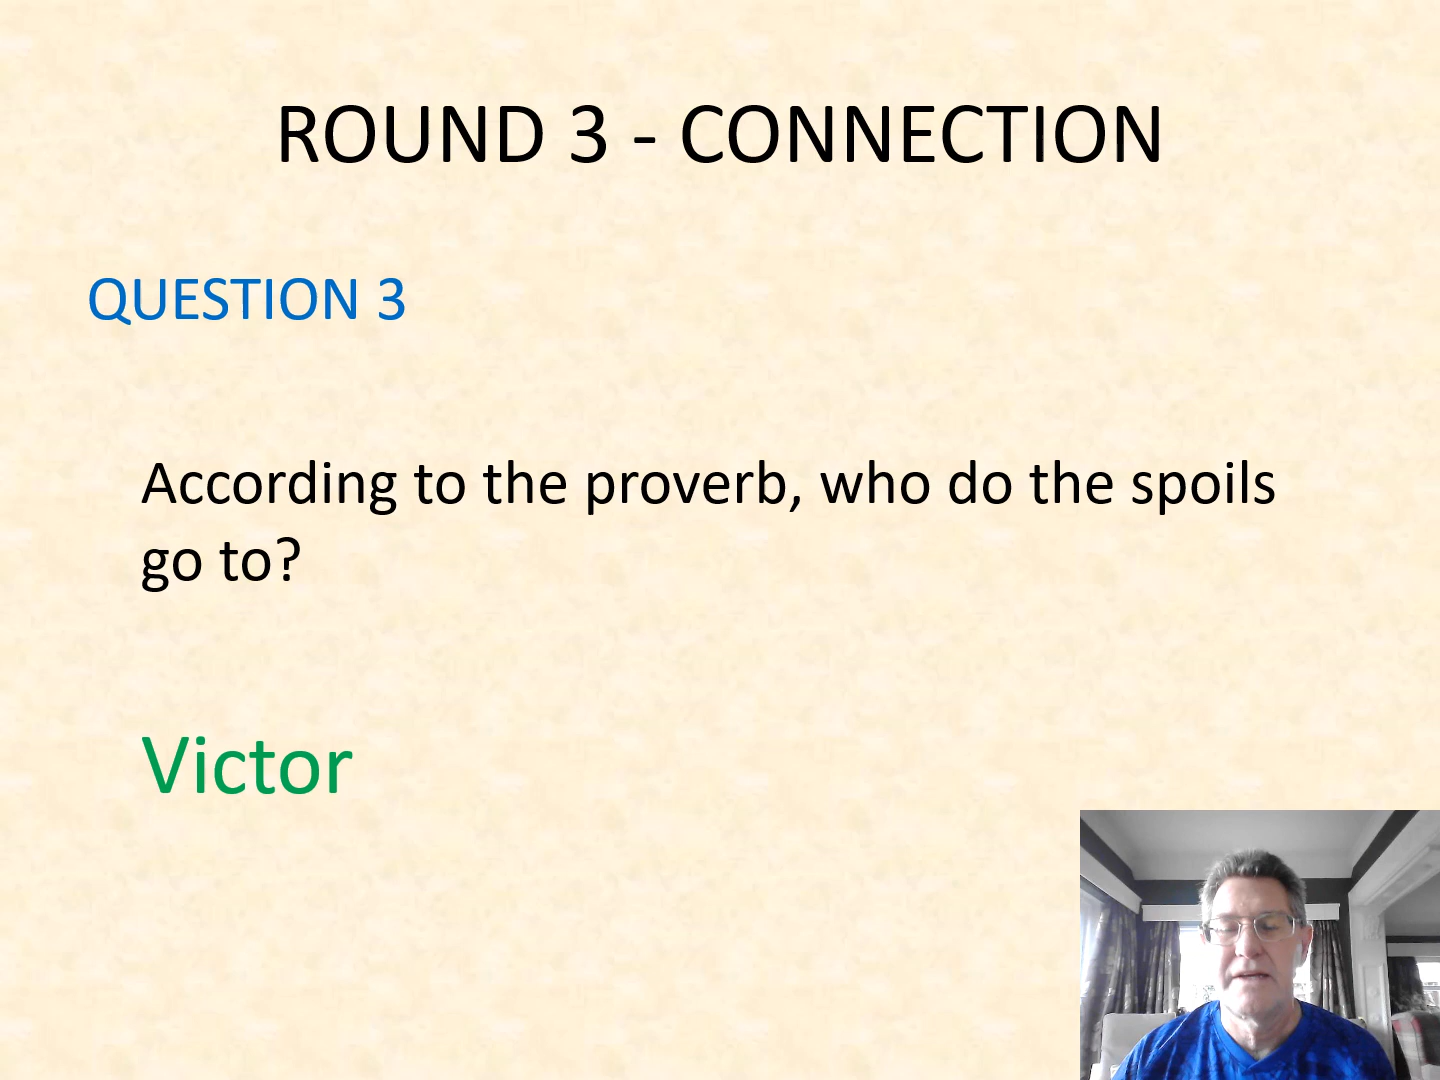 ROUND 3 - CONNECTION
QUESTION 3
According to the proverb, who do the spoils
go to?
Victor